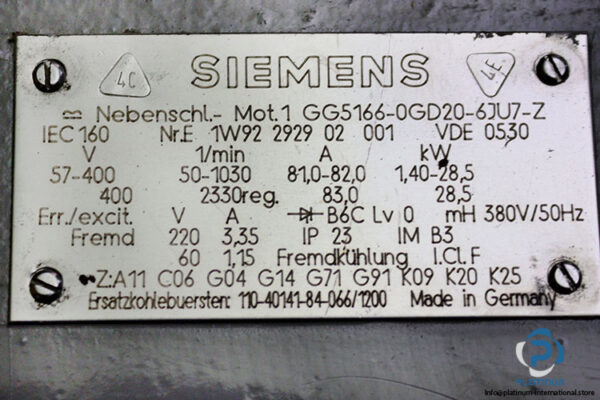 4C SIEMENS 4E
Nebenschl.- Mot.1 GG5166-0GD20-6JU7-Z
IEC 160 Nr.E 1W92 2929 02 001 VDE 0530
V 1/min A kW
57-400 50-1030 81,0-82,0 1,40-28,5
400 2330reg. 83,0 28,5
Err./excit. V A B6C Lv 0 mH 380V/50Hz
Fremd 220 3,35 IP 23 IM B3
60 1,15 Fremdkühlung I.Cl.F
Z:A11 C06 G04 G14 G71 G91 K09 K20 K25
Ersatzkohlebuersten: 110-40141-84-066/1200 Made in Germany
PLATINUM
info@platinum-international.store